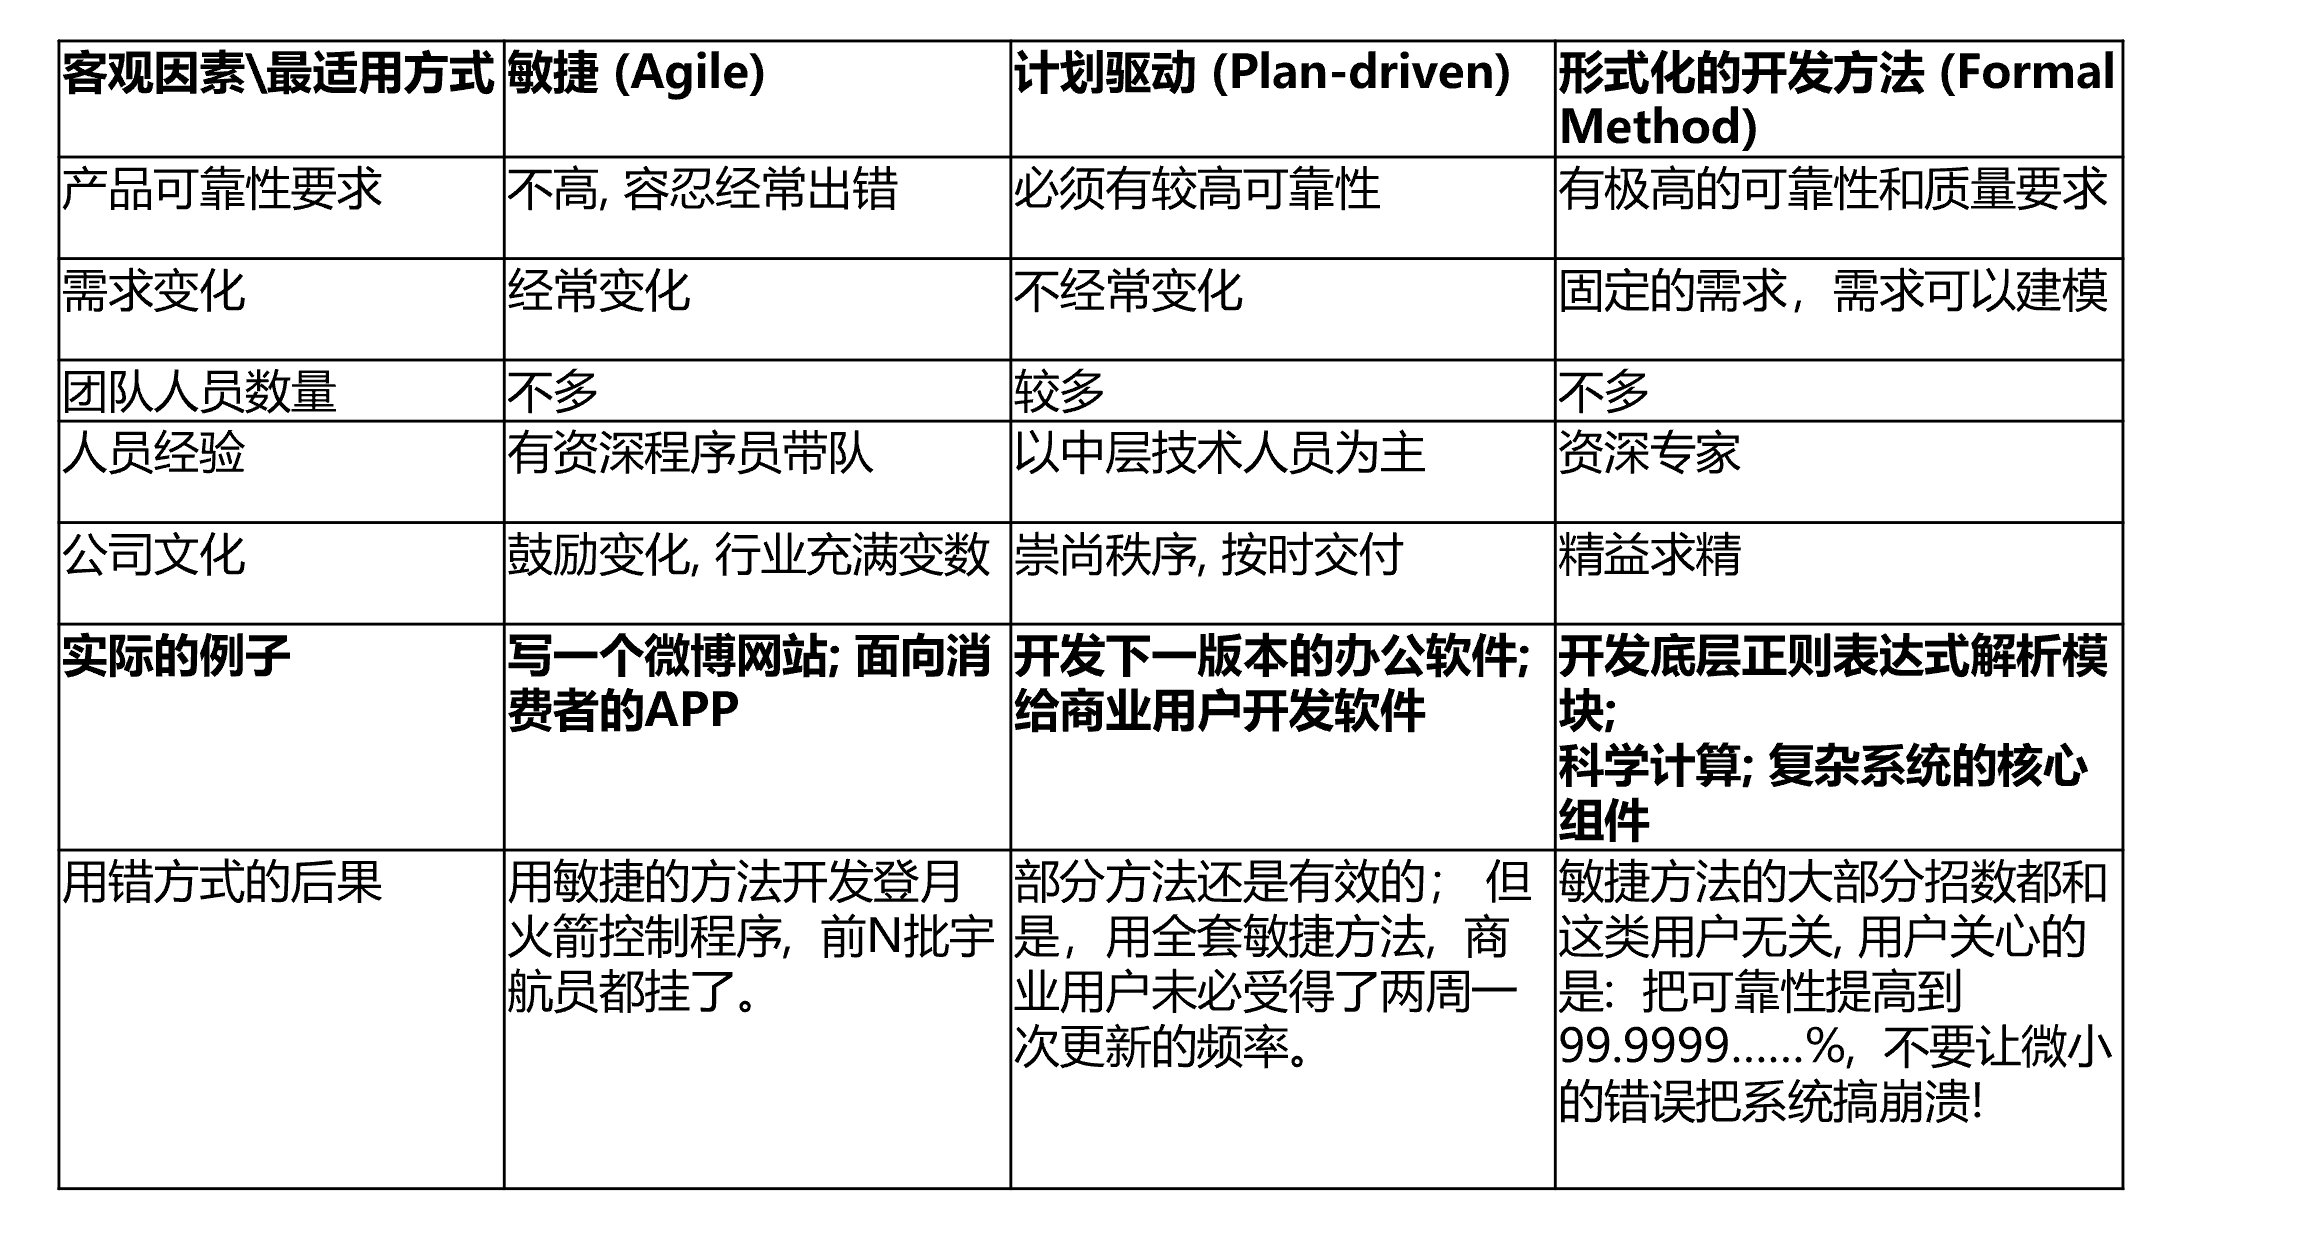 客观因素\最适用方式
敏捷 (Agile)
计划驱动 (Plan-driven)
形式化的开发方法 (Formal
Method)
产品可靠性要求
不高, 容忍经常出错
必须有较高可靠性
有极高的可靠性和质量要求
需求变化
经常变化
不经常变化
固定的需求，需求可以建模
团队人员数量
不多
较多
不多
人员经验
有资深程序员带队
以中层技术人员为主
资深专家
公司文化
鼓励变化, 行业充满变数
崇尚秩序, 按时交付
精益求精
实际的例子
写一个微博网站; 面向消
费者的APP
开发下一版本的办公软件;
给商业用户开发软件
开发底层正则表达式解析模
块;
科学计算; 复杂系统的核心
组件
用错方式的后果
用敏捷的方法开发登月
火箭控制程序，前N批宇
航员都挂了。
部分方法还是有效的； 但
是，用全套敏捷方法，商
业用户未必受得了两周一
次更新的频率。
敏捷方法的大部分招数都和
这类用户无关, 用户关心的
是：把可靠性提高到
99.9999……%，不要让微小
的错误把系统搞崩溃!